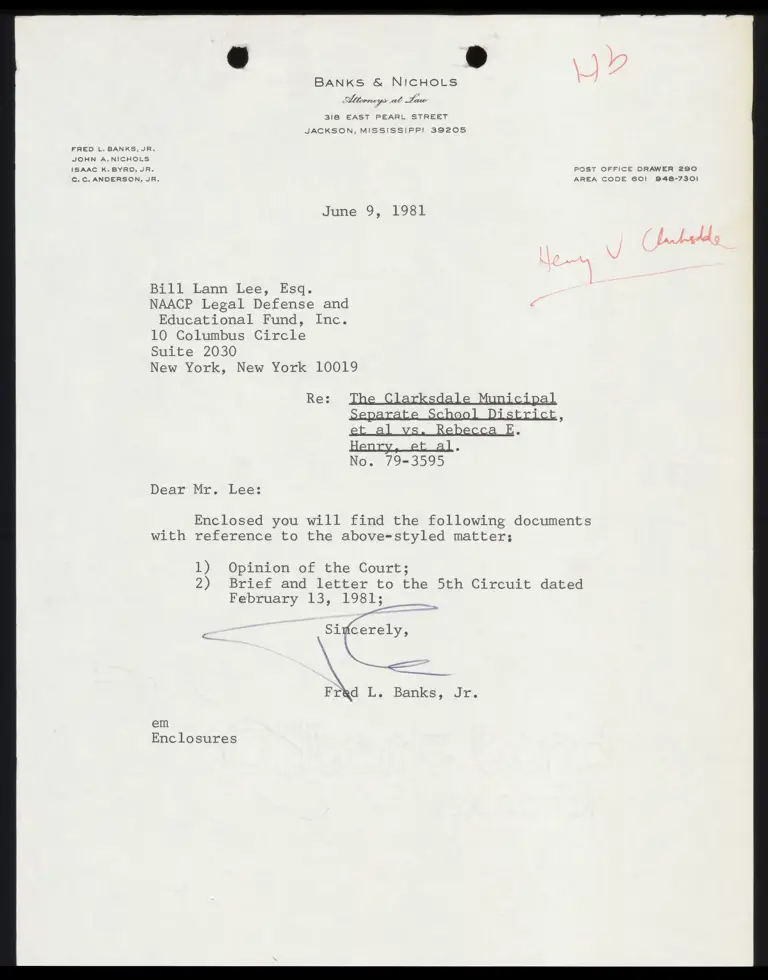 Hb
BANKS & NICHOLS
Attorneys at Law
318 EAST PEARL STREET
JACKSON, MISSISSIPPI 39205
FRED L. BANKS, JR.
JOHN A. NICHOLS
ISAAC K. BYRD, JR.
C. C. ANDERSON, JR.
POST OFFICE DRAWER 290
AREA CODE 601 948-7301
June 9, 1981
Henry V Clarksdale
Bill Lann Lee, Esq.
NAACP Legal Defense and
Educational Fund, Inc.
10 Columbus Circle
Suite 2030
New York, New York 10019
Re: The Clarksdale Municipal
Separate School District,
et al vs. Rebecca E.
Henry, et al.
No. 79-3595
Dear Mr. Lee:
Enclosed you will find the following documents
with reference to the above-styled matter:
1) Opinion of the Court;
2) Brief and letter to the 5th Circuit dated
February 13, 1981;
Sincerely,
Fred L. Banks, Jr.
em
Enclosures